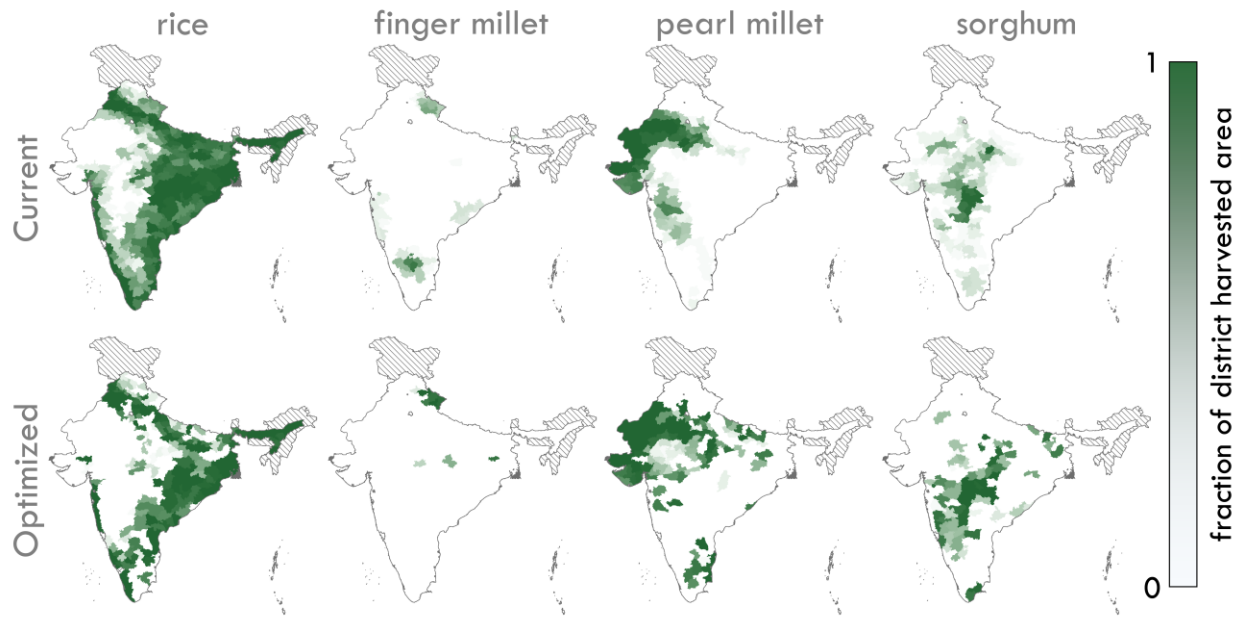 rice
finger millet
pearl millet
sorghum
Current
Optimized
1
0
fraction of district harvested area